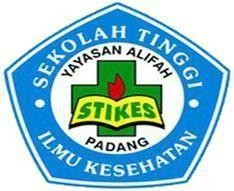 SEKOLAH TINGGI
YAYASAN ALIFAH
STIKES
PADANG
ILMU KESEHATAN